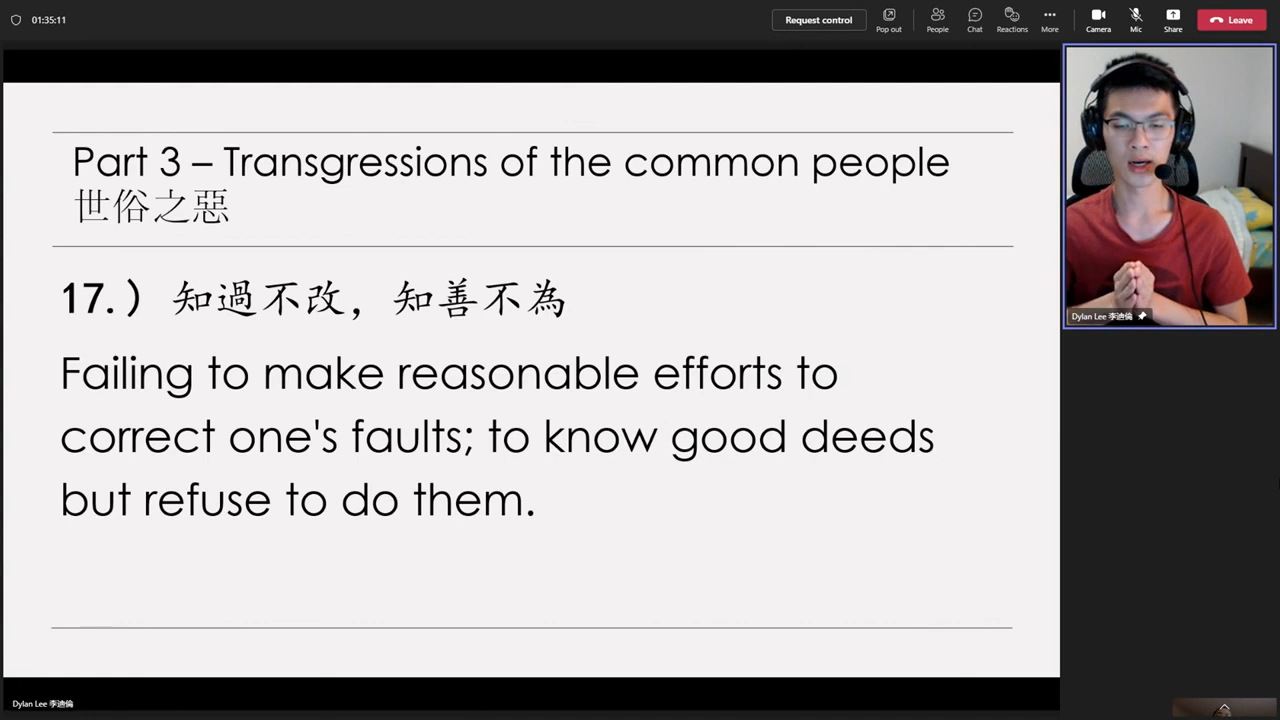 01:35:11
Request control
Pop out
People
Chat
Reactions
More
Camera
Mic
Share
Leave
Part 3 – Transgressions of the common people
世俗之惡
17.） 知過不改，知善不為
Failing to make reasonable efforts to
correct one's faults; to know good deeds
but refuse to do them.
Dylan Lee 李迪倫
Dylan Lee 李迪倫